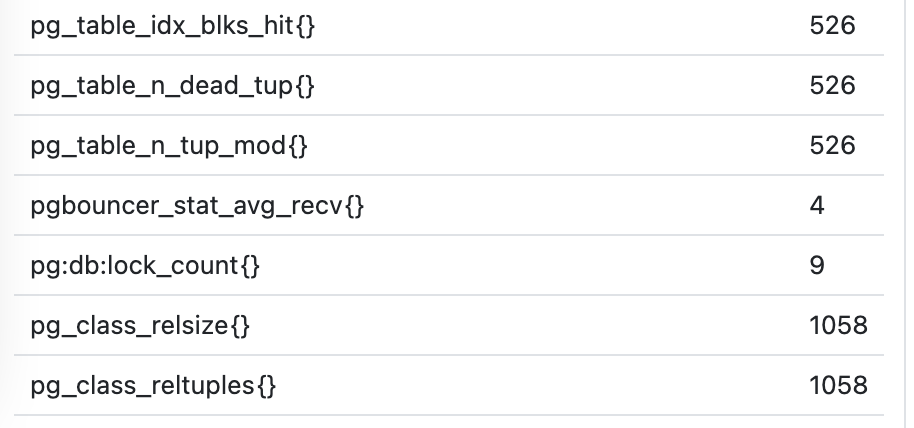 pg_table_idx_blks_hit{} 526
pg_table_n_dead_tup{} 526
pg_table_n_tup_mod{} 526
pgbouncer_stat_avg_recv{} 4
pg:db:lock_count{} 9
pg_class_relsize{} 1058
pg_class_reltuples{} 1058